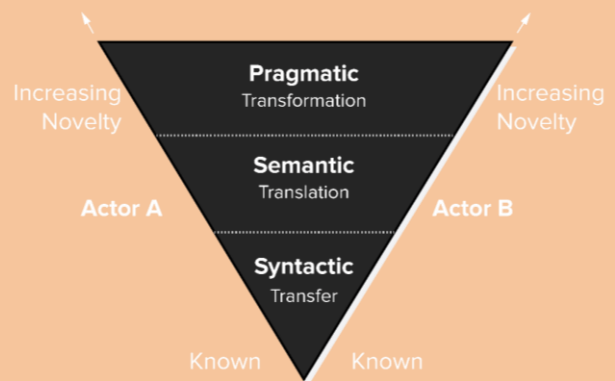 Pragmatic
Transformation
Increasing
Novelty
Increasing
Novelty
Semantic
Translation
Actor A
Actor B
Syntactic
Transfer
Known
Known